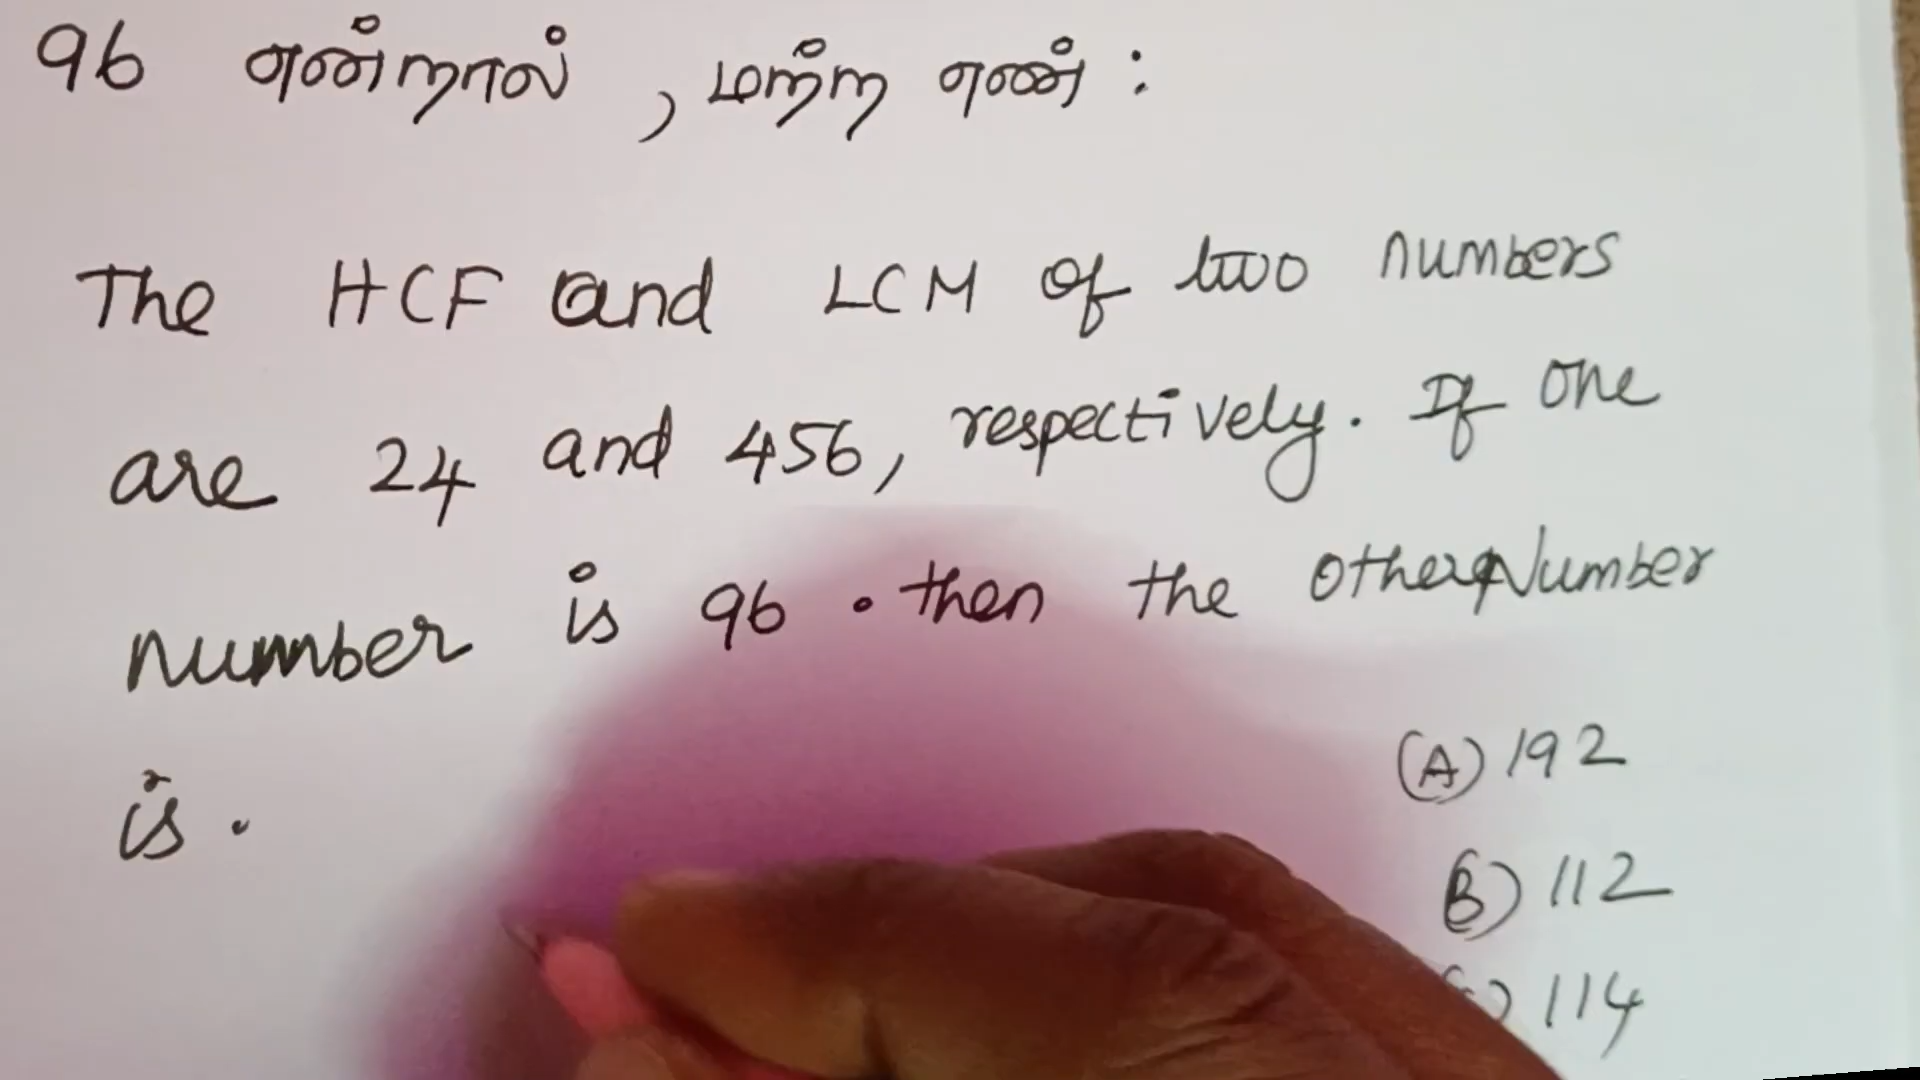 96 என்றால் , மற்ற எண் :
The HCF and LCM of two numbers
are 24 and 456, respectively. If one
number is 96 . then the other Number
is .
(A) 192
(B) 112
(C) 114